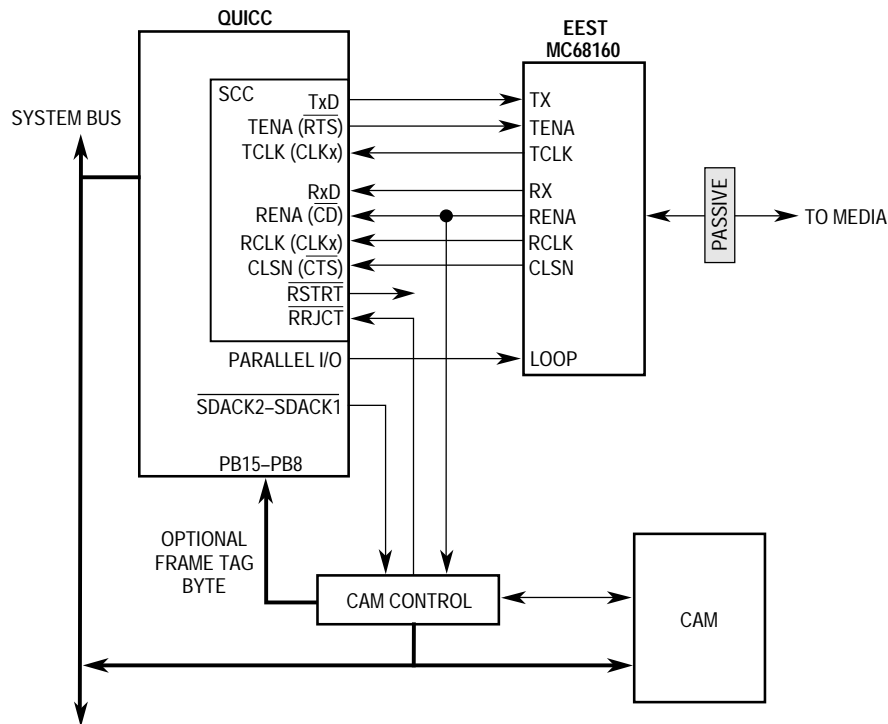 QUICC
EEST
MC68160
SYSTEM BUS
SCC
TxD
TENA (RTS)
TCLK (CLKx)
RxD
RENA (CD)
RCLK (CLKx)
CLSN (CTS)
RSTRT
RRJCT
PARALLEL I/O
SDACK2–SDACK1
PB15–PB8
TX
TENA
TCLK
RX
RENA
RCLK
CLSN
LOOP
PASSIVE
TO MEDIA
OPTIONAL
FRAME TAG
BYTE
CAM CONTROL
CAM